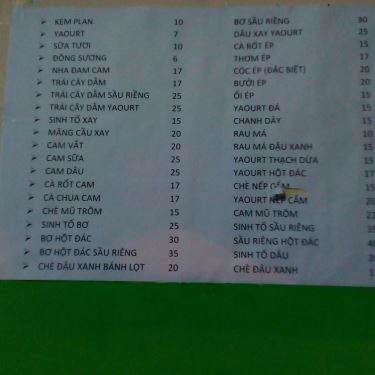 KEM PLAN 10
YAOURT 7
SỮA TƯƠI 10
ĐÔNG SƯƠNG 6
NHA ĐAM CAM 17
TRÁI CÂY DẦM 17
TRÁI CÂY DẦM SẦU RIÊNG 25
TRÁI CÂY DẦM YAOURT 25
SINH TỐ XAY 15
MÃNG CẦU XAY 20
CAM VẮT 20
CAM SỮA 25
CAM DÂU 25
CÀ RỐT CAM 17
CÀ CHUA CAM 17
CHÈ MỦ TRÔM 15
SINH TỐ BƠ 25
BƠ HỘT ĐÁC 30
BƠ HỘT ĐÁC SẦU RIÊNG 35
CHÈ ĐẬU XANH BÁNH LỌT 20
BƠ SẦU RIÊNG 30
DÂU XAY YAOURT 25
CÀ RỐT ÉP 15
THƠM ÉP 17
CÓC ÉP (ĐẶC BIỆT) 20
BƯỞI ÉP 20
ỔI ÉP 15
YAOURT ĐÁ 15
CHANH DÂY 15
RAU MÁ 10
RAU MÁ ĐẬU XANH 15
YAOURT THẠCH DỪA 15
YAOURT HỘT ĐÁC 17
CHÈ NẾP CẨM 15
YAOURT NẾP CẨM 20
CAM MŨ TRÔM
SINH TỐ SẦU RIÊNG
SẦU RIÊNG HỘT ĐÁC
SINH TỐ DÂU
CHÈ ĐẬU XANH